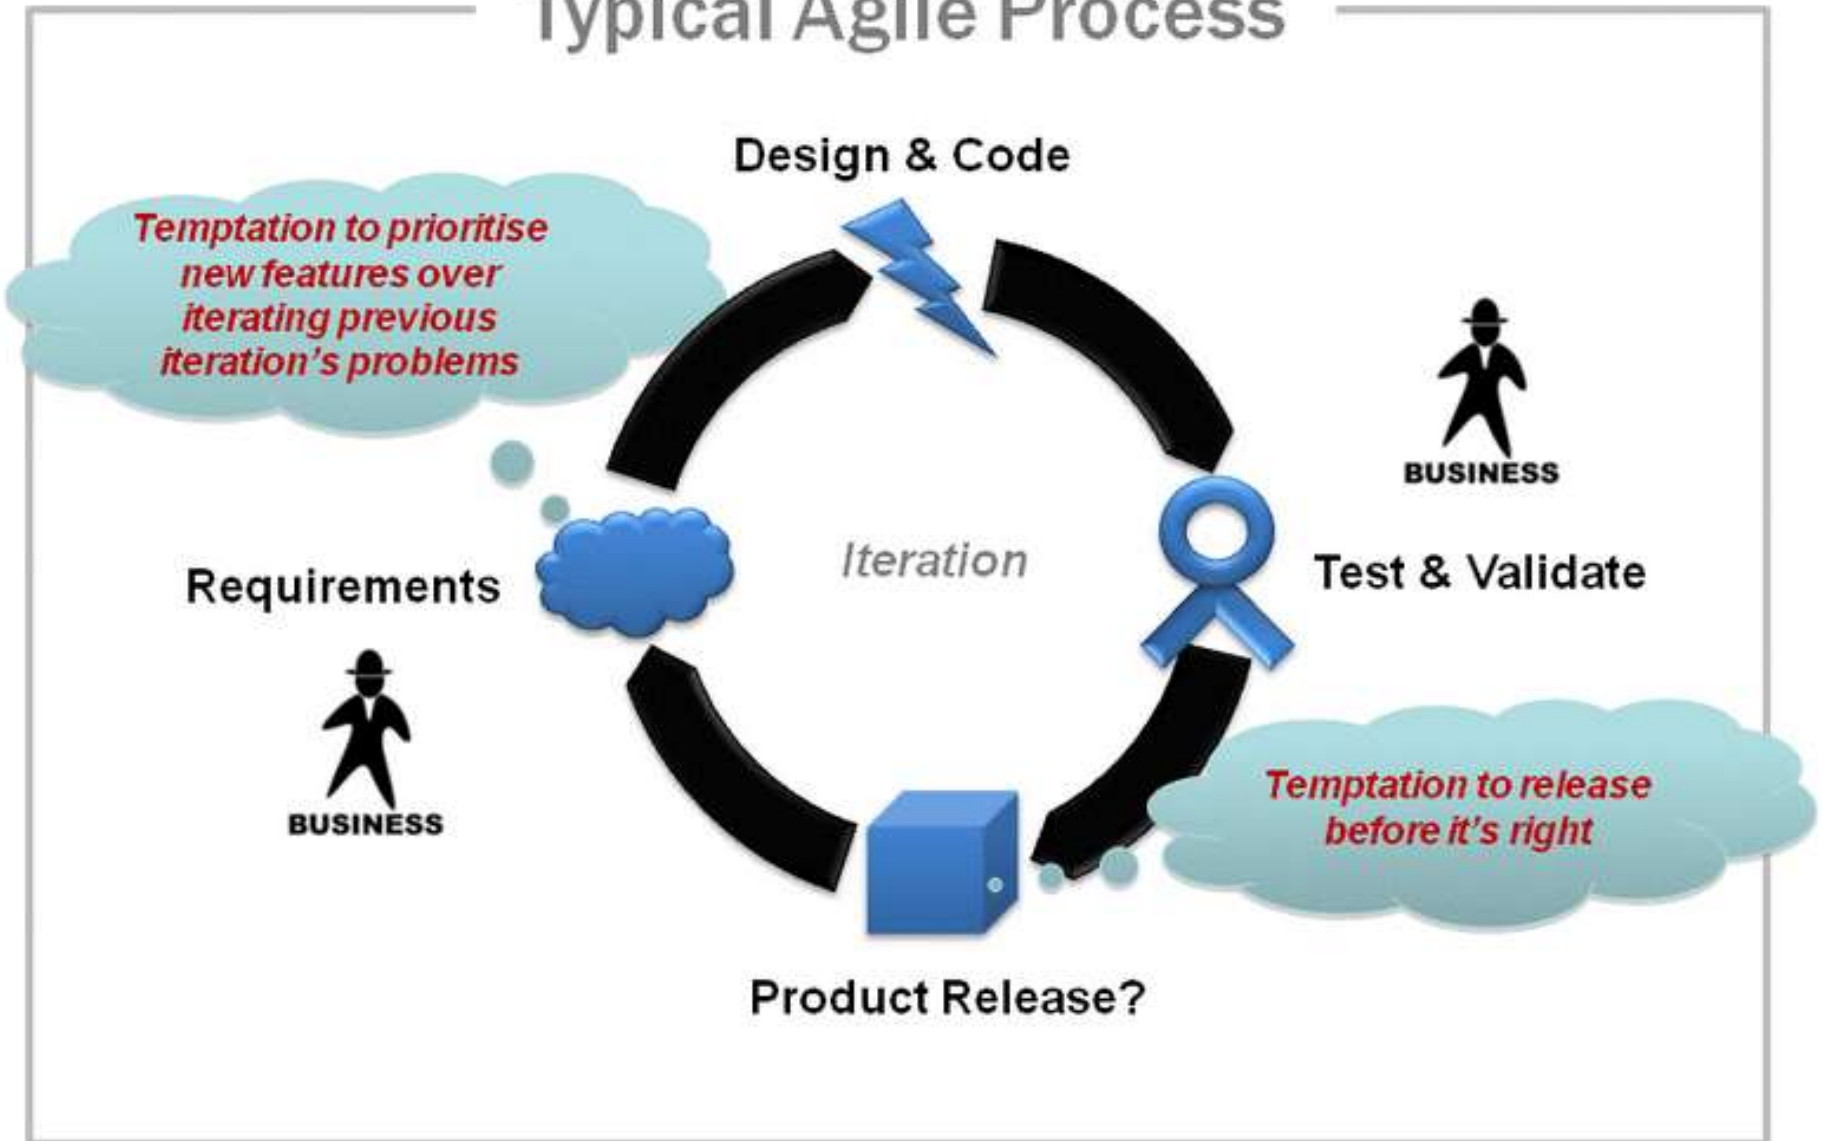 Typical Agile Process
Design & Code
Temptation to prioritise
new features over
iterating previous
iteration's problems
BUSINESS
Iteration
Requirements
Test & Validate
BUSINESS
Temptation to release
before it's right
Product Release?